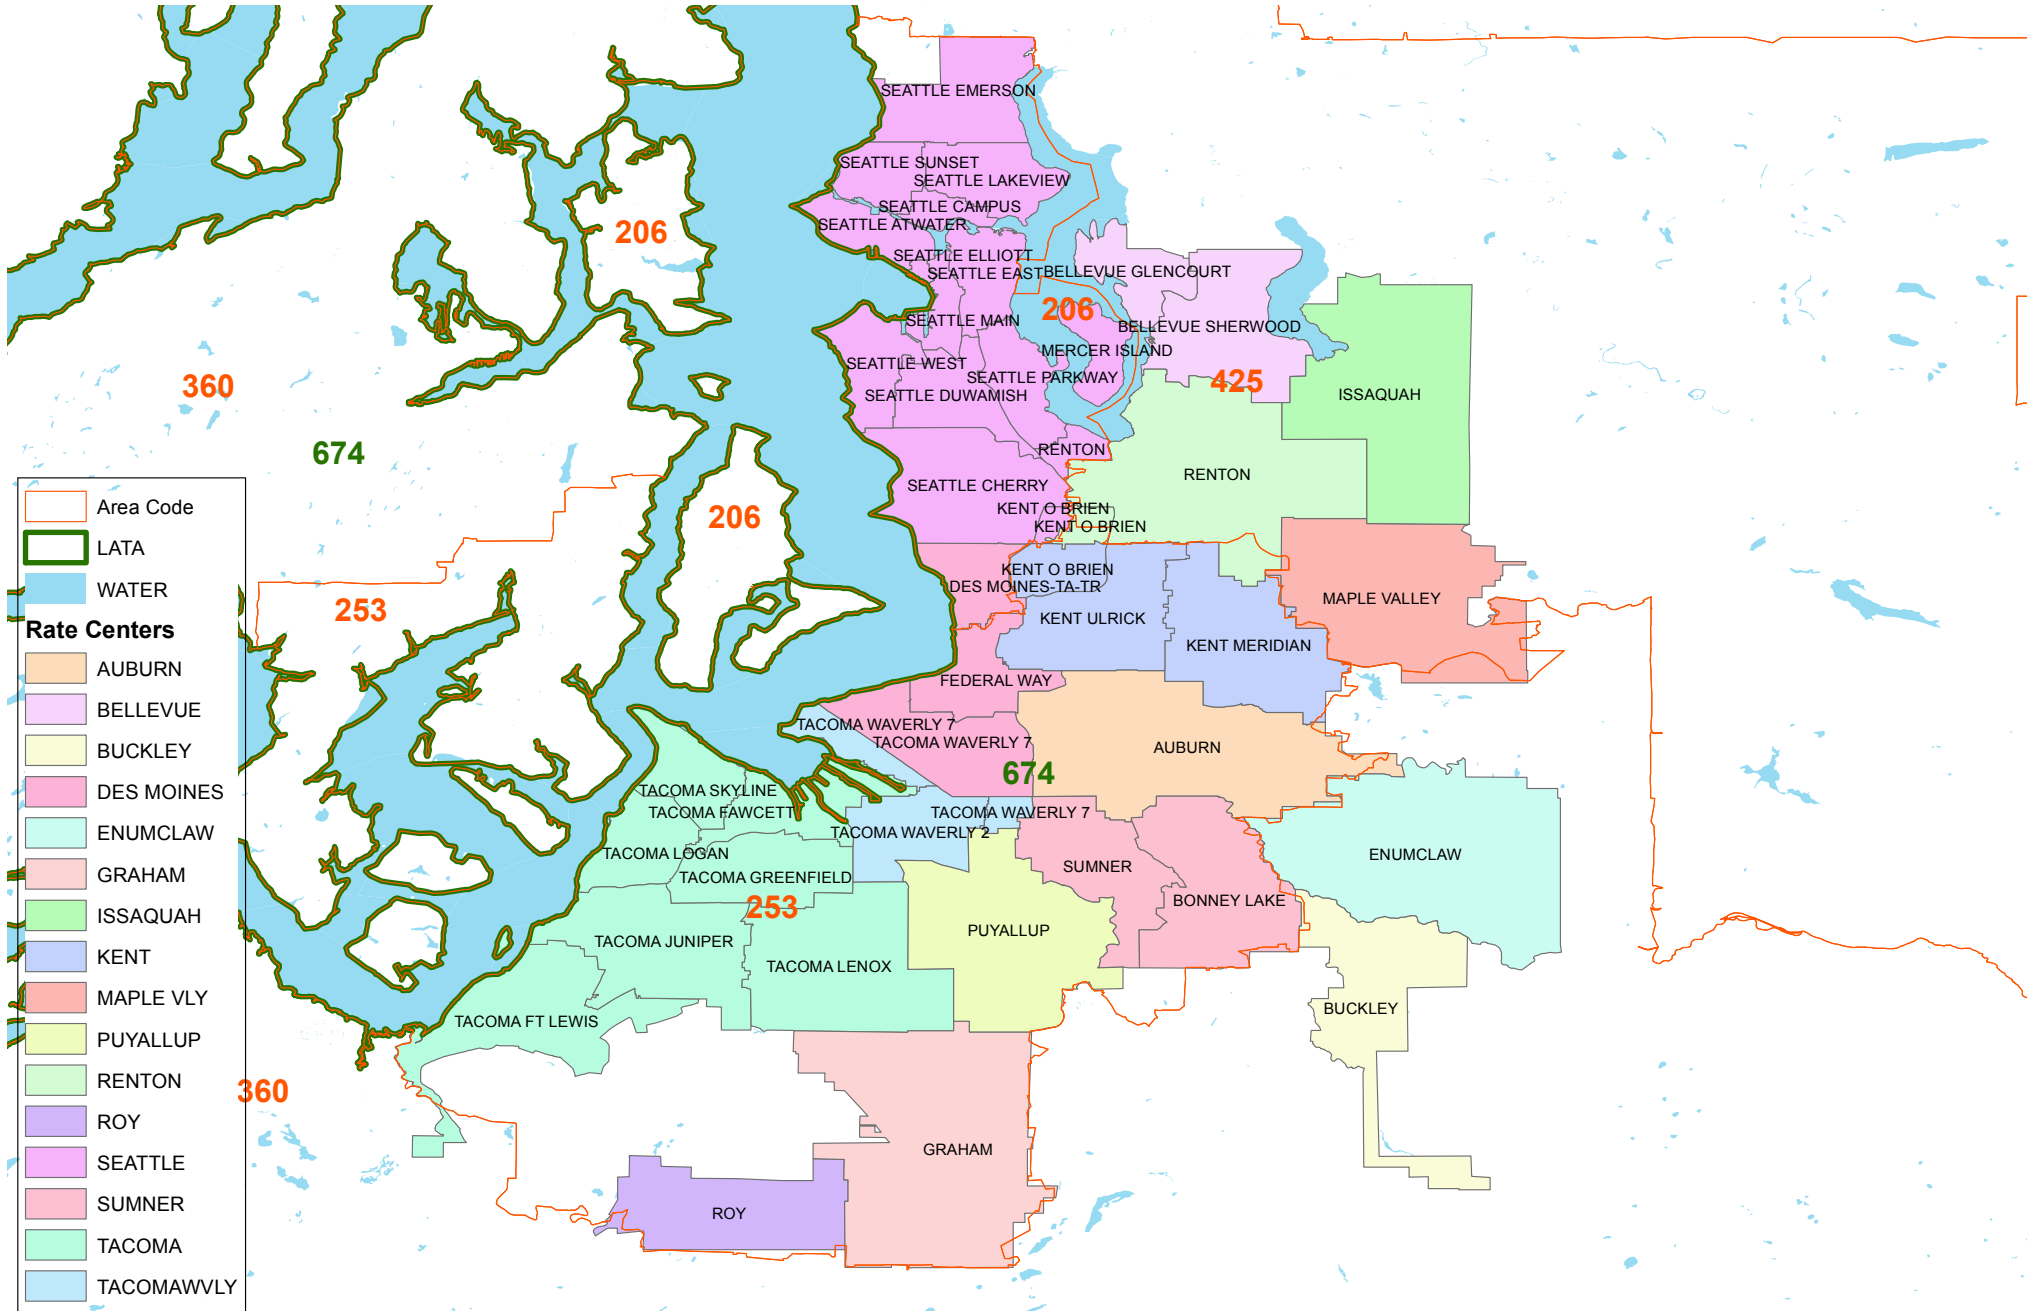 SEATTLE EMERSON
SEATTLE SUNSET
SEATTLE LAKEVIEW
SEATTLE CAMPUS
SEATTLE ATWATER
206
SEATTLE ELLIOTT
SEATTLE EAST
BELLEVUE GLENCOURT
206
SEATTLE MAIN
BELLEVUE SHERWOOD
MERCER ISLAND
SEATTLE WEST
SEATTLE PARKWAY
360
425
SEATTLE DUWAMISH
ISSAQUAH
674
RENTON
RENTON
SEATTLE CHERRY
206
KENT O BRIEN
KENT O BRIEN
KENT O BRIEN
DES MOINES-TA-TR
253
MAPLE VALLEY
KENT ULRICK
KENT MERIDIAN
FEDERAL WAY
TACOMA WAVERLY 7
TACOMA WAVERLY 7
AUBURN
674
TACOMA SKYLINE
TACOMA FAWCETT
TACOMA WAVERLY 7
TACOMA WAVERLY 2
TACOMA LOGAN
ENUMCLAW
SUMNER
TACOMA GREENFIELD
BONNEY LAKE
253
PUYALLUP
TACOMA JUNIPER
TACOMA LENOX
BUCKLEY
TACOMA FT LEWIS
360
GRAHAM
ROY
Area Code
LATA
WATER
Rate Centers
AUBURN
BELLEVUE
BUCKLEY
DES MOINES
ENUMCLAW
GRAHAM
ISSAQUAH
KENT
MAPLE VLY
PUYALLUP
RENTON
ROY
SEATTLE
SUMNER
TACOMA
TACOMAWVLY